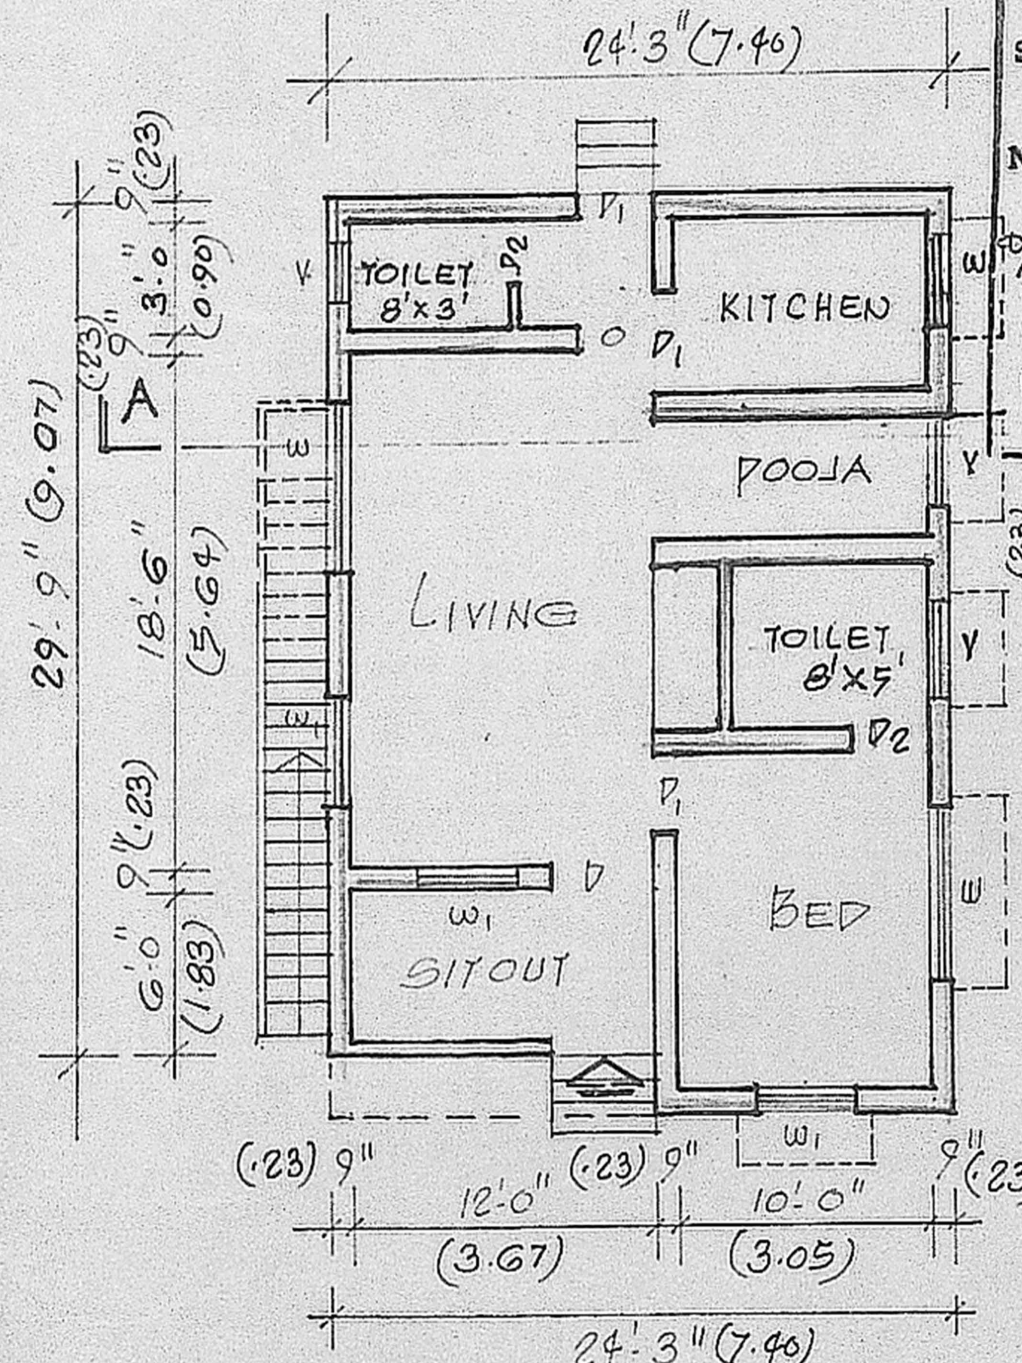 24'-3" (7.40)
9" (.23)
3'-0" (0.90)
9" (.23)
A
29'-9" (9.07)
18'-6" (5.64)
9" (.23)
6'-0" (1.83)
D1
V
TOILET
8'X3'
D2
KITCHEN
W
O
D1
W
POOJA
V
LIVING
TOILET
8'X5'
V
W1
D2
D1
D
W1
BED
W
SITOUT
W1
(.23) 9"
(.23) 9"
9" (.23
12'-0"
(3.67)
10'-0"
(3.05)
24'-3" (7.40)